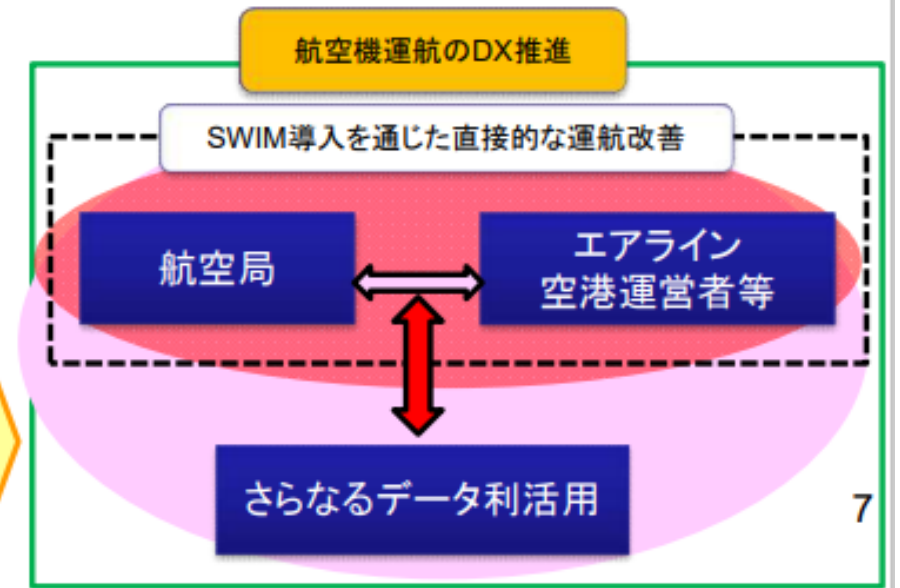 航空機運航のDX推進
SWIM導入を通じた直接的な運航改善
航空局
エアライン
空港運営者等
さらなるデータ利活用
7